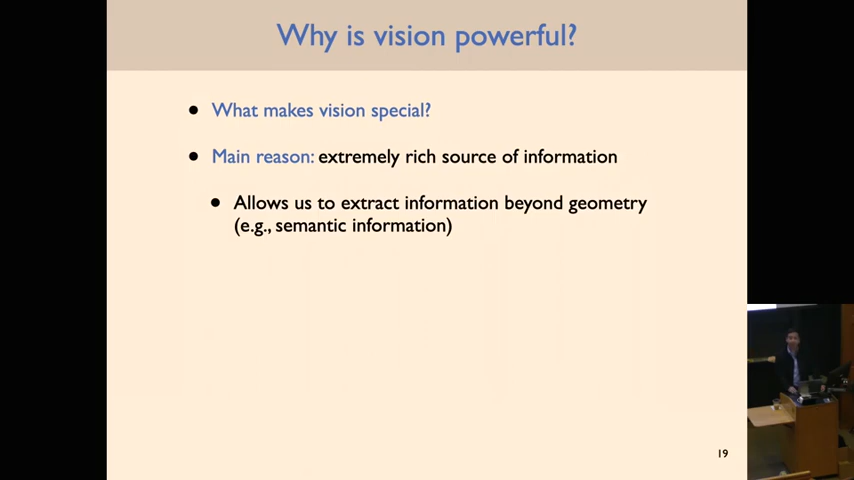 Why is vision powerful?
• What makes vision special?
• Main reason: extremely rich source of information
• Allows us to extract information beyond geometry
(e.g., semantic information)
19